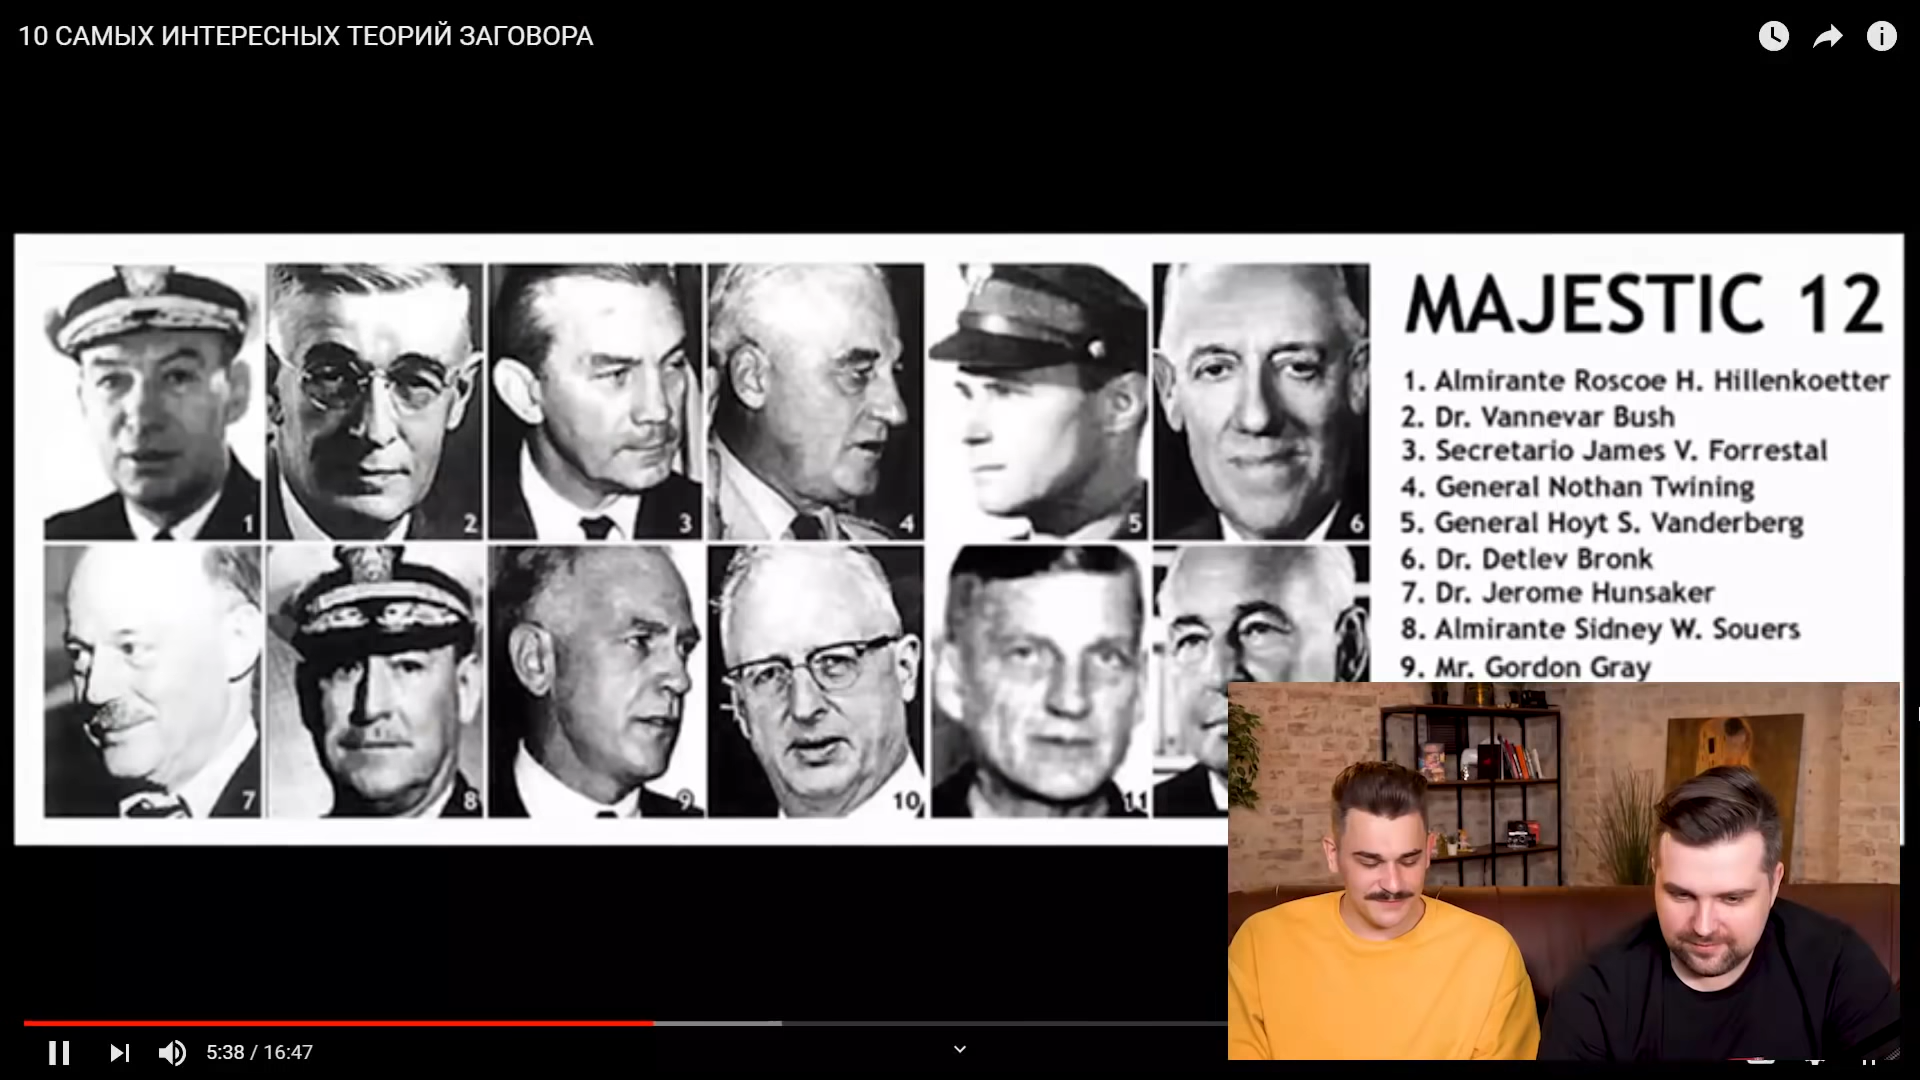 10 САМЫХ ИНТЕРЕСНЫХ ТЕОРИЙ ЗАГОВОРА
MAJESTIC 12
1. Almirante Roscoe H. Hillenkoetter
2. Dr. Vannevar Bush
3. Secretario James V. Forrestal
4. General Nothan Twining
5. General Hoyt S. Vanderberg
6. Dr. Detlev Bronk
7. Dr. Jerome Hunsaker
8. Almirante Sidney W. Souers
9. Mr. Gordon Gray
1
2
3
4
5
6
7
8
9
10
11
5:38 / 16:47